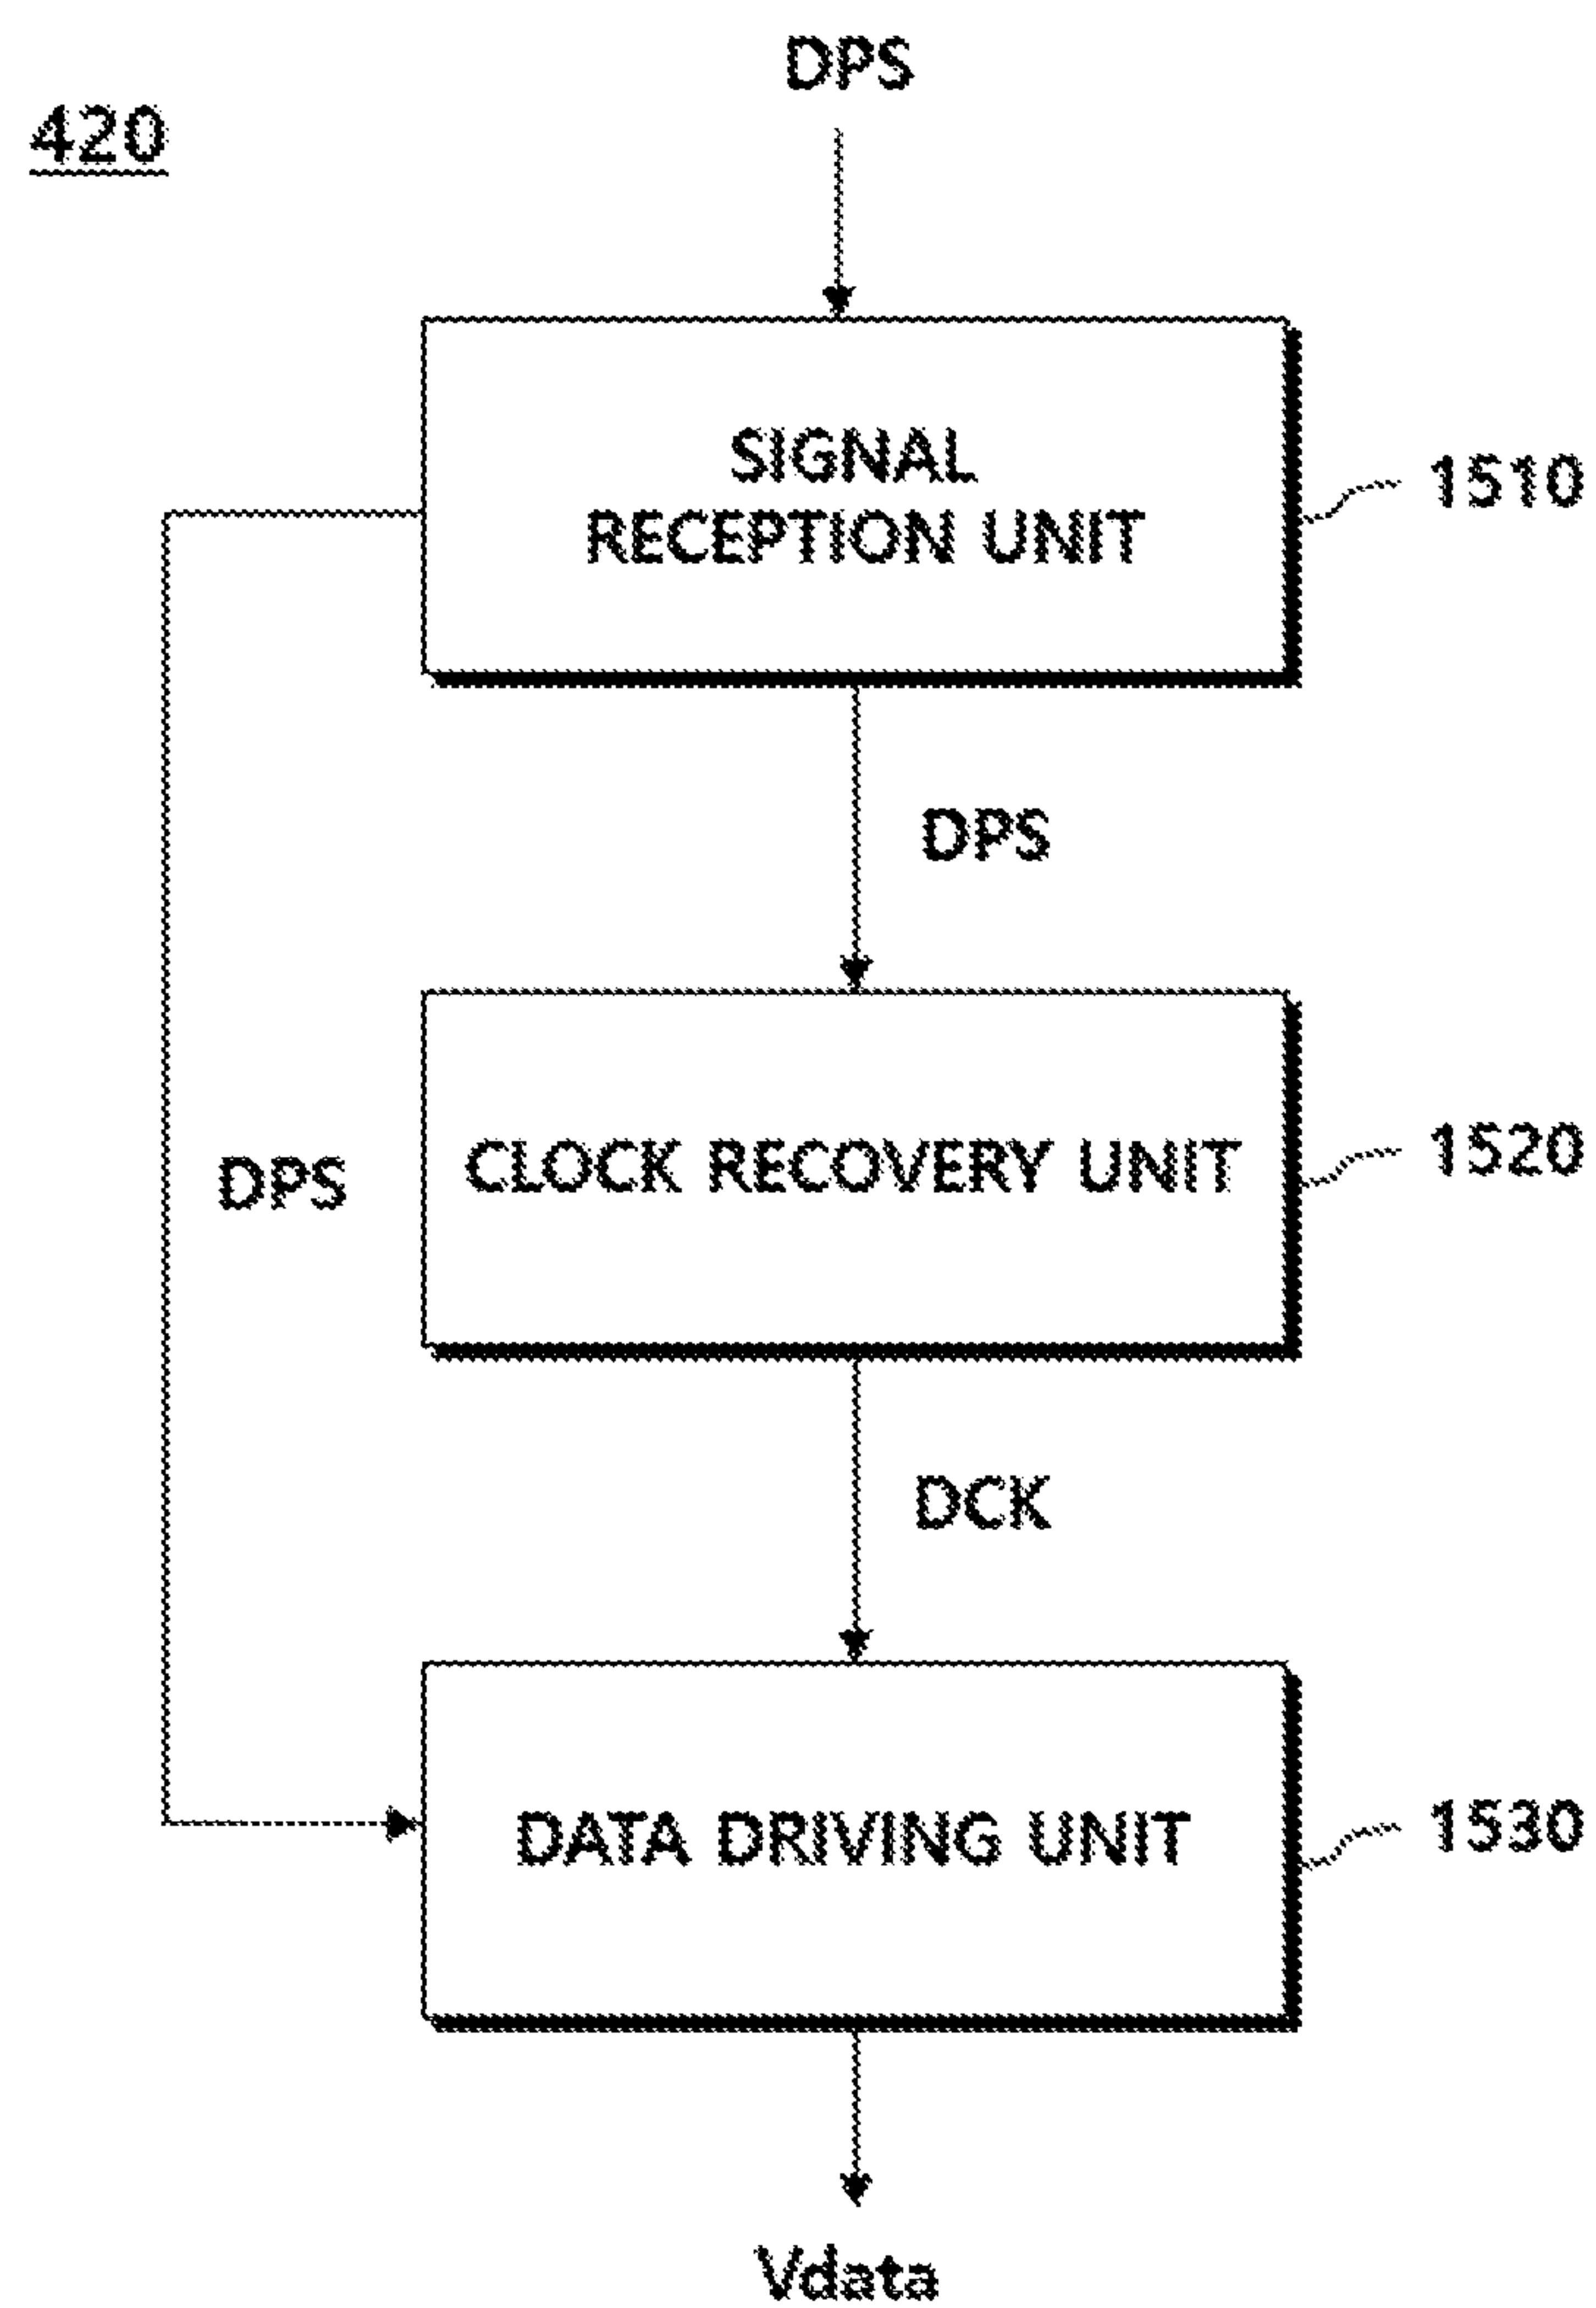 DPS
420
SIGNAL
RECEPTION UNIT
1510
DPS
CLOCK RECOVERY UNIT
1520
DPS
DCK
DATA DRIVING UNIT
1530
Vdata